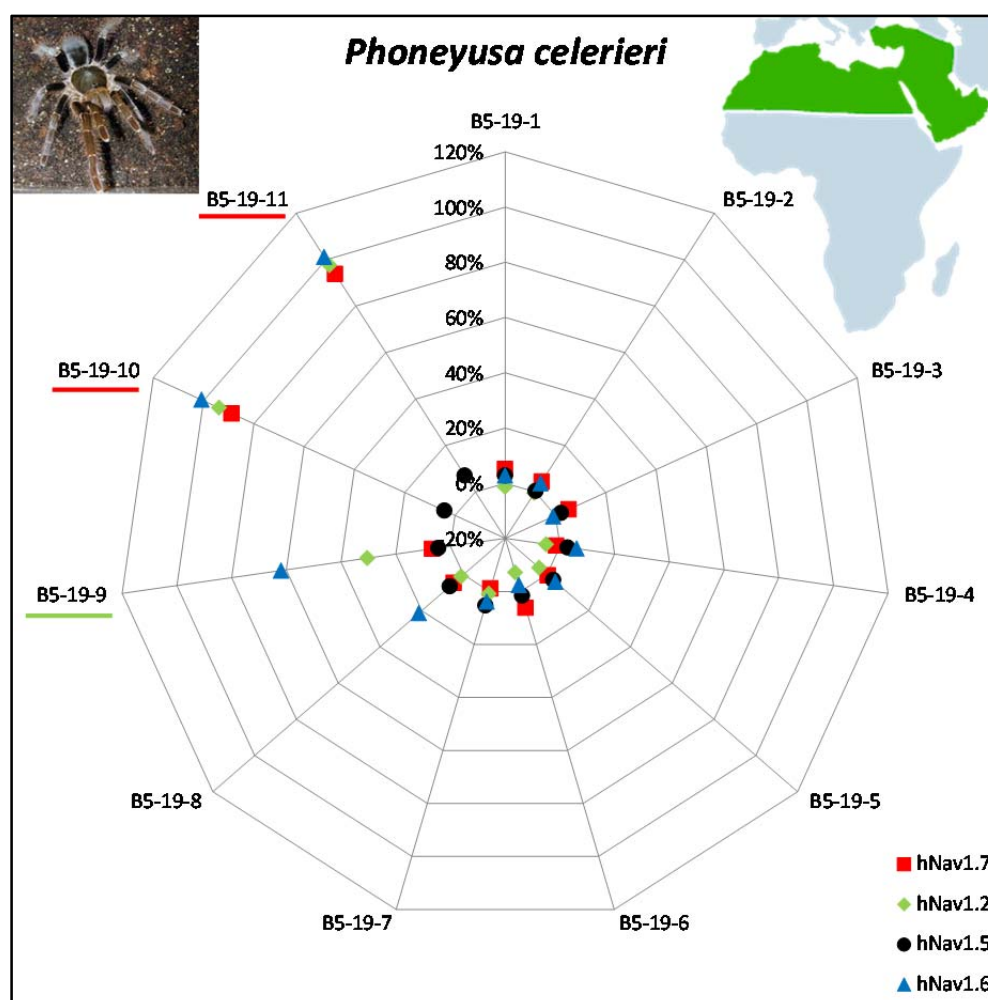 Phoneyusa celerieri
B5-19-1
120%
B5-19-11
B5-19-2
100%
80%
60%
B5-19-10
B5-19-3
40%
20%
0%
20%
B5-19-9
B5-19-4
B5-19-8
B5-19-5
B5-19-7
B5-19-6
hNav1.7
hNav1.2
hNav1.5
hNav1.6